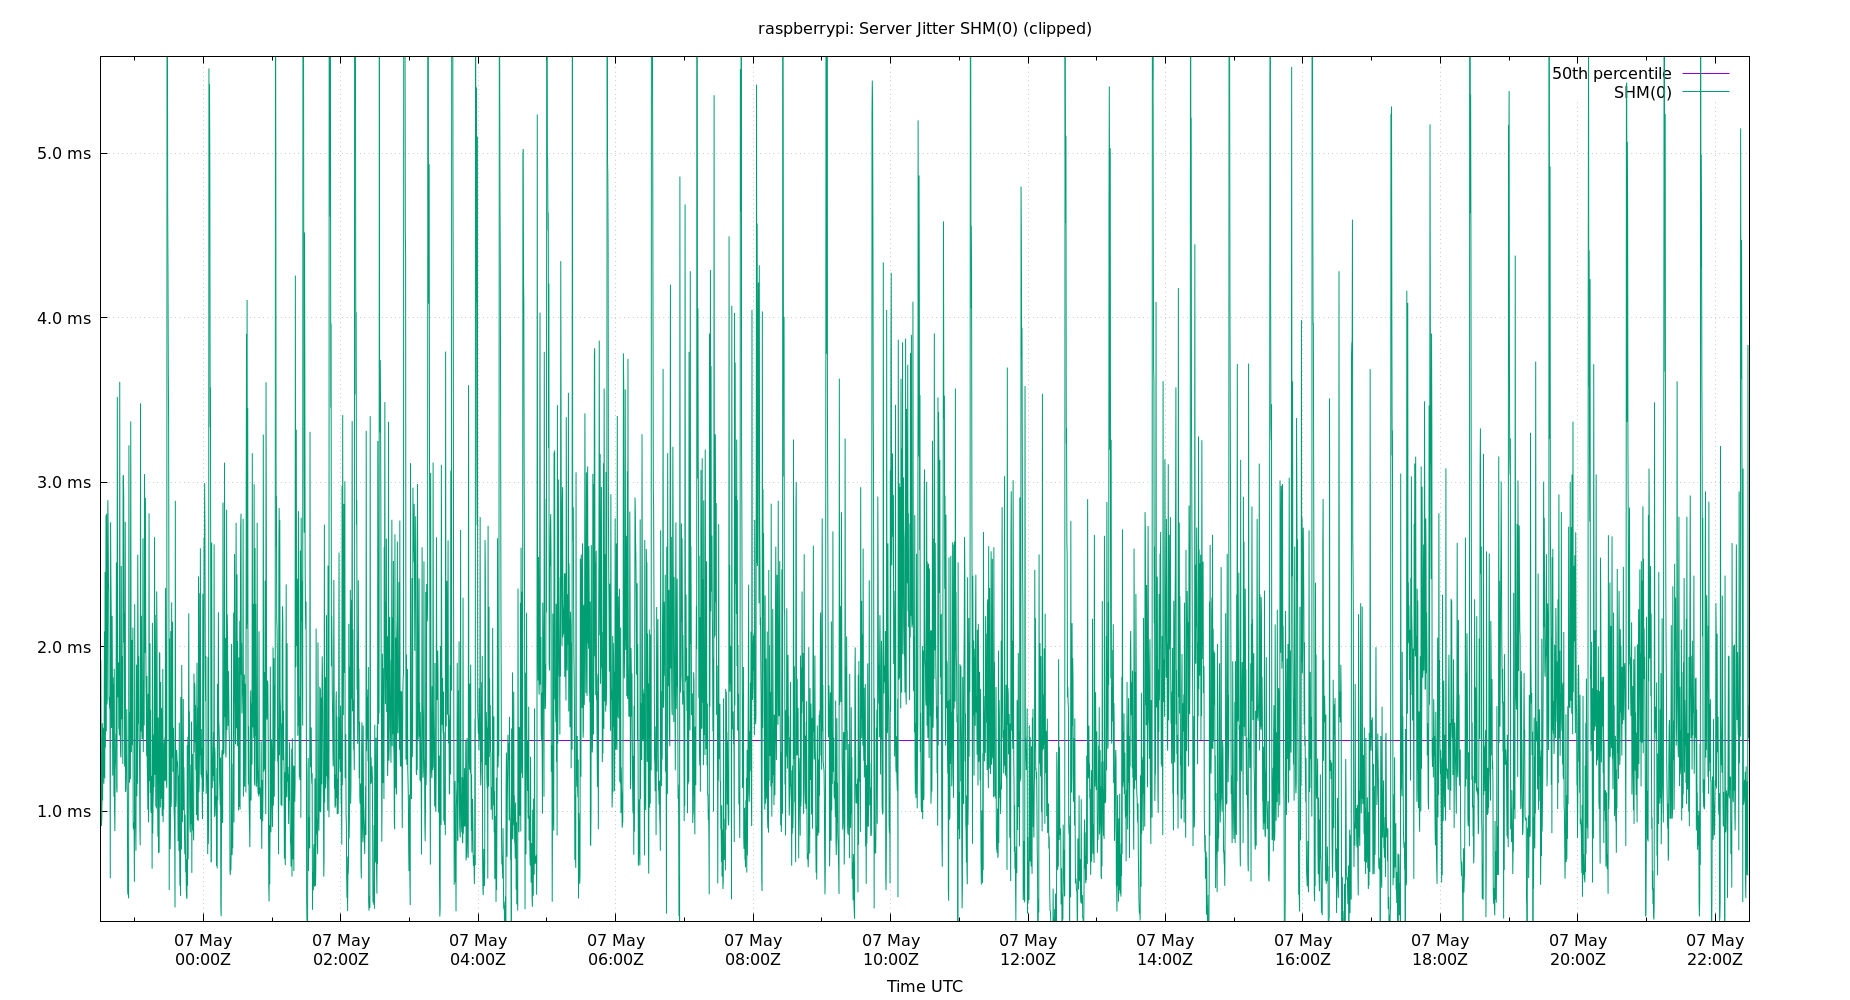 raspberrypi: Server Jitter SHM(0) (clipped)
50th percentile
SHM(0)
5.0 ms
4.0 ms
3.0 ms
2.0 ms
1.0 ms
07 May 07 May 07 May 07 May 07 May 07 May 07 May 07 May 07 May 07 May 07 May 07 May
00:00Z 02:00Z 04:00Z 06:00Z 08:00Z 10:00Z 12:00Z 14:00Z 16:00Z 18:00Z 20:00Z 22:00Z
Time UTC